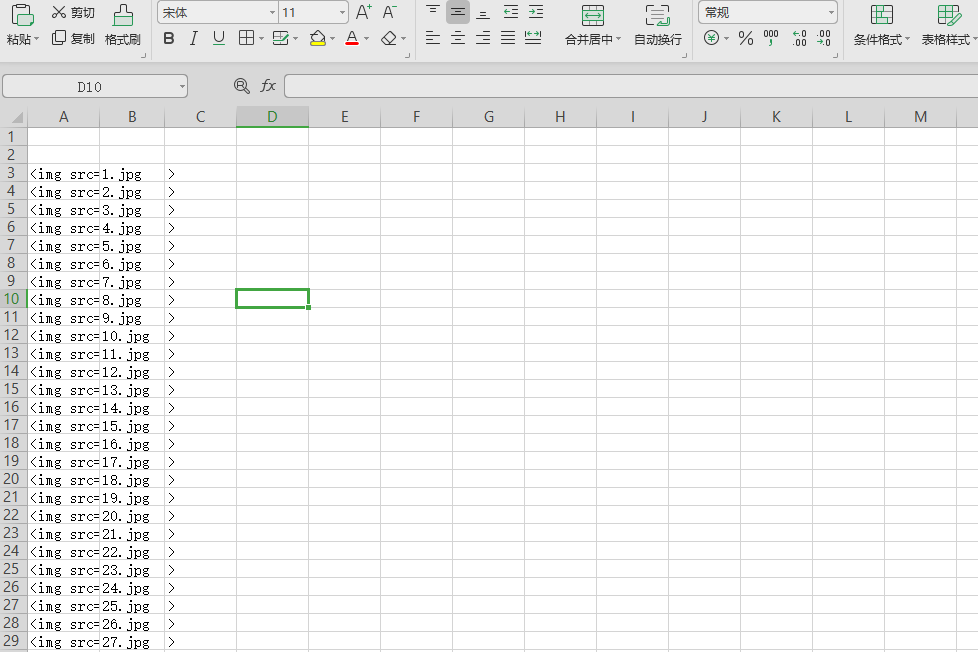 剪切 宋体 11 A+ A- 常规
粘贴 复制 格式刷 B I U A 合并居中 自动换行 % 000 条件格式 表格样式
D10 fx
A B C D E F G H I J K L M
1
2
3 <img src=1.jpg >
4 <img src=2.jpg >
5 <img src=3.jpg >
6 <img src=4.jpg >
7 <img src=5.jpg >
8 <img src=6.jpg >
9 <img src=7.jpg >
10 <img src=8.jpg >
11 <img src=9.jpg >
12 <img src=10.jpg >
13 <img src=11.jpg >
14 <img src=12.jpg >
15 <img src=13.jpg >
16 <img src=14.jpg >
17 <img src=15.jpg >
18 <img src=16.jpg >
19 <img src=17.jpg >
20 <img src=18.jpg >
21 <img src=19.jpg >
22 <img src=20.jpg >
23 <img src=21.jpg >
24 <img src=22.jpg >
25 <img src=23.jpg >
26 <img src=24.jpg >
27 <img src=25.jpg >
28 <img src=26.jpg >
29 <img src=27.jpg >